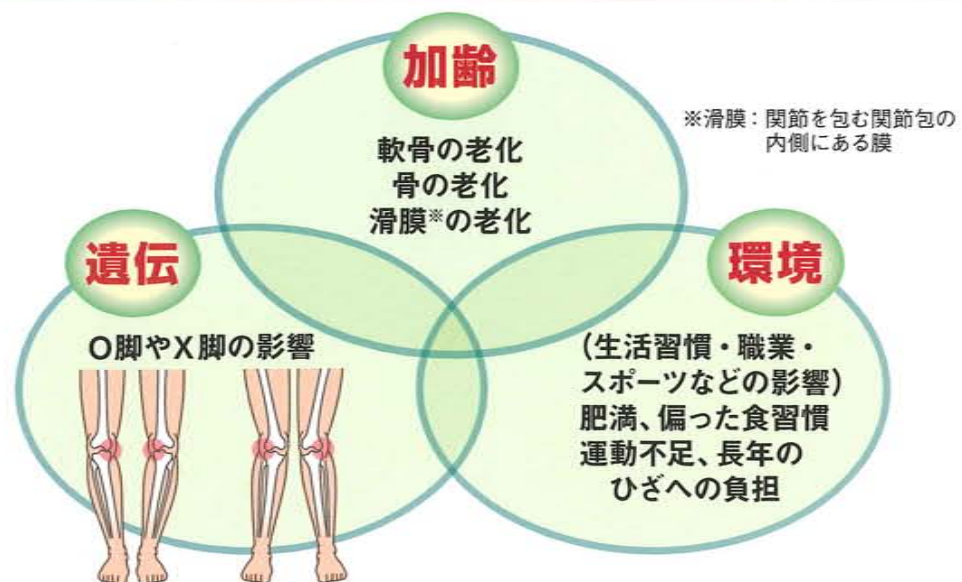 加齢
軟骨の老化
骨の老化
滑膜※の老化
※滑膜：関節を包む関節包の
内側にある膜
遺伝
O脚やX脚の影響
環境
（生活習慣・職業・
スポーツなどの影響）
肥満、偏った食習慣
運動不足、長年の
ひざへの負担